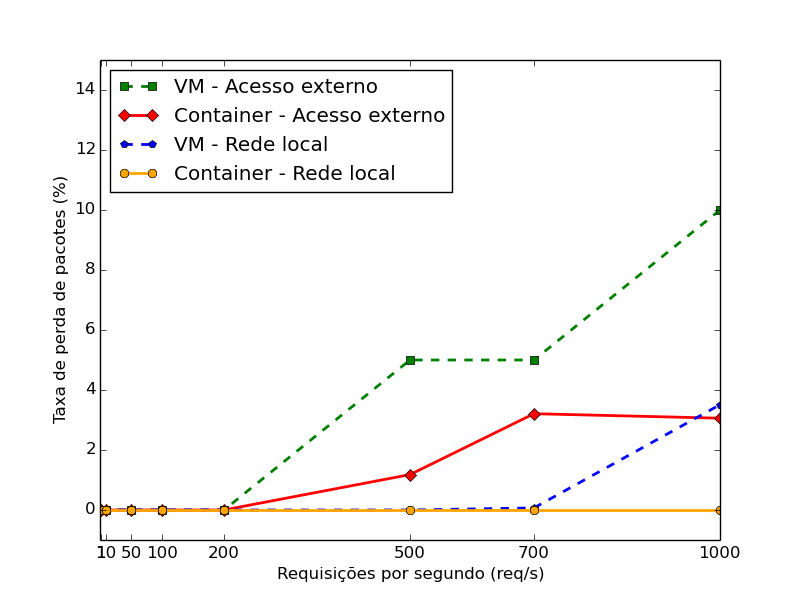 VM - Acesso externo
Container - Acesso externo
VM - Rede local
Container - Rede local
14
12
10
8
6
4
2
0
Taxa de perda de pacotes (%)
1 10 50 100 200 500 700 1000
Requisições por segundo (req/s)